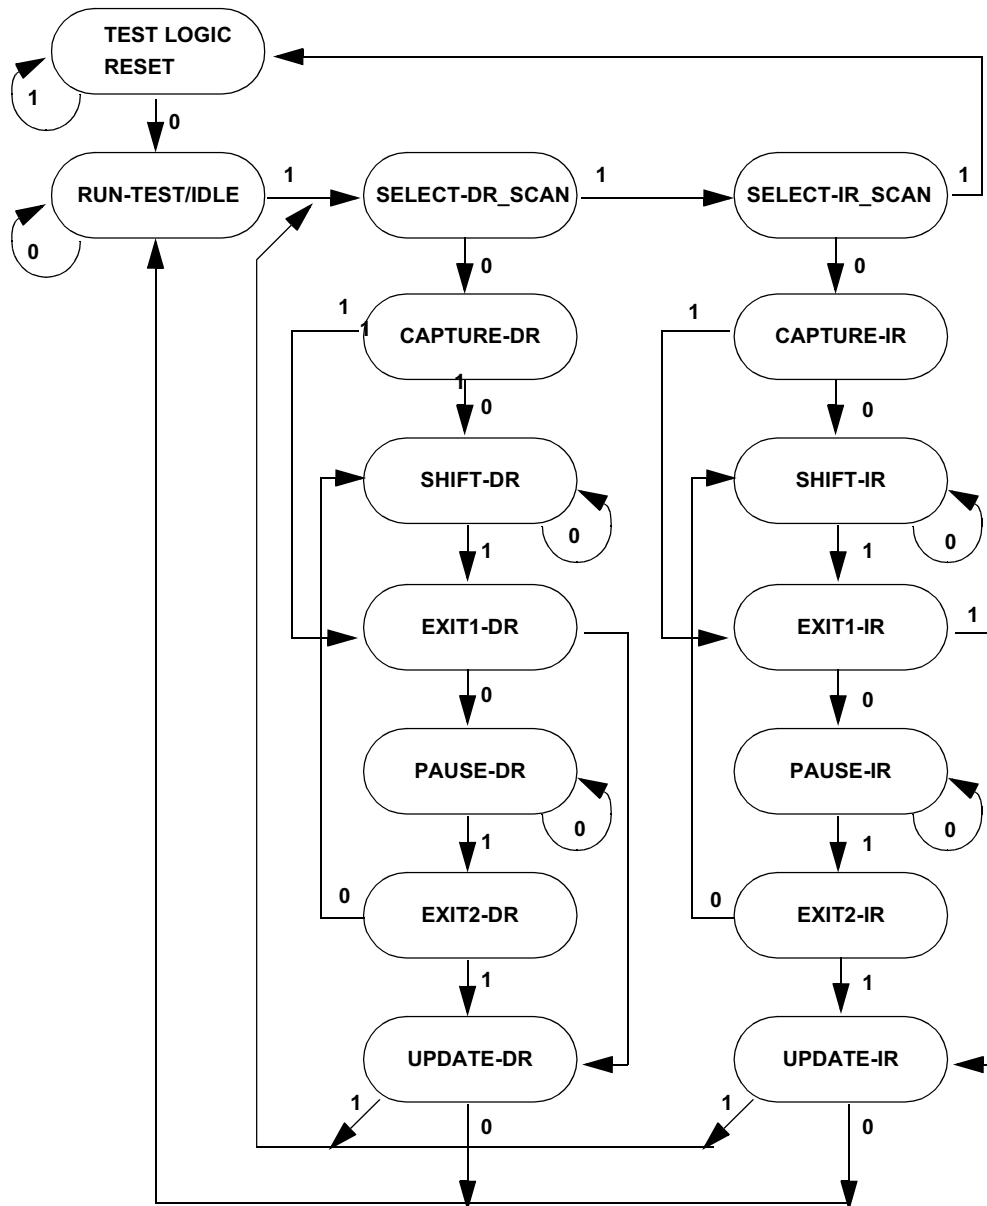 TEST LOGIC
RESET
1
0
RUN-TEST/IDLE
1
SELECT-DR_SCAN
1
SELECT-IR_SCAN
1
0
0
0
1
1
CAPTURE-DR
1
CAPTURE-IR
1
0
0
SHIFT-DR
SHIFT-IR
0
0
1
1
EXIT1-DR
EXIT1-IR
1
0
0
PAUSE-DR
PAUSE-IR
0
0
1
1
0
EXIT2-DR
0
EXIT2-IR
1
1
UPDATE-DR
UPDATE-IR
1
1
0
0